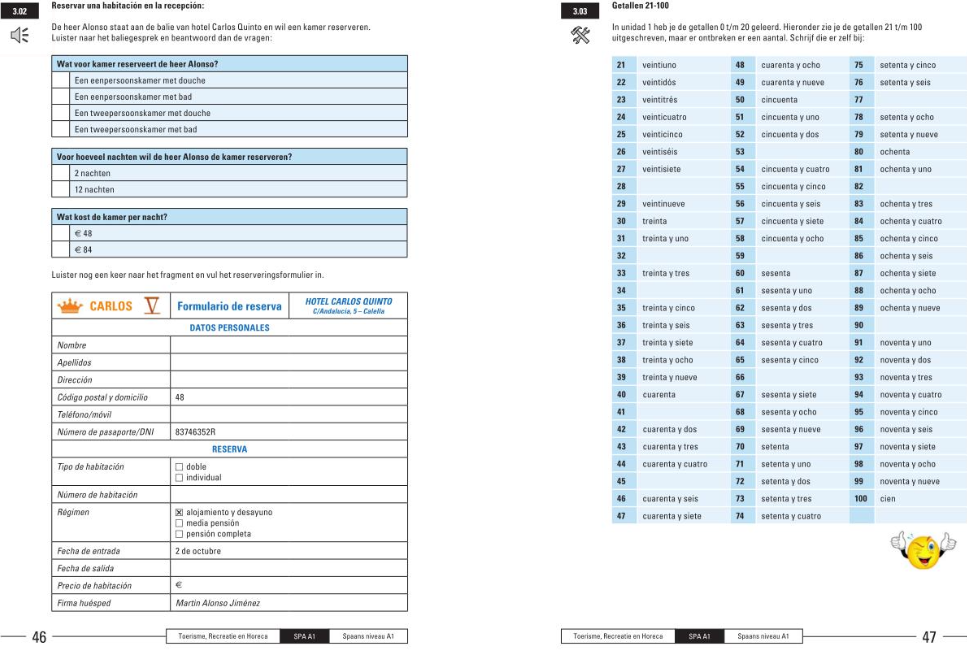 3.02
Reservar una habitación en la recepción:
De heer Alonso staat aan de balie van hotel Carlos Quinto en wil een kamer reserveren.
Luister naar het baliegesprek en beantwoord dan de vragen:
Wat voor kamer reserveert de heer Alonso?
Een eenpersoonskamer met douche
Een eenpersoonskamer met bad
Een tweepersoonskamer met douche
Een tweepersoonskamer met bad
Voor hoeveel nachten wil de heer Alonso de kamer reserveren?
2 nachten
12 nachten
Wat kost de kamer per nacht?
€ 48
€ 84
Luister nog een keer naar het fragment en vul het reserveringsformulier in.
CARLOS V
Formulario de reserva
HOTEL CARLOS QUINTO
C/Andalucía, 5 – Calella
DATOS PERSONALES
Nombre
Apellidos
Dirección
Código postal y domicilio 48
Teléfono/móvil
Número de pasaporte/DNI 83746352R
RESERVA
Tipo de habitación doble
individual
Número de habitación
Régimen alojamiento y desayuno
media pensión
pensión completa
Fecha de entrada 2 de octubre
Fecha de salida
Precio de habitación €
Firma huésped Martín Alonso Jiménez
46
Toerisme, Recreatie en Horeca SPA A1 Spaans niveau A1
3.03
Getallen 21-100
In unidad 1 heb je de getallen 0 t/m 20 geleerd. Hieronder zie je de getallen 21 t/m 100
uitgeschreven, maar er ontbreken er een aantal. Schrijf die er zelf bij:
21 veintiuno 48 cuarenta y ocho 75 setenta y cinco
22 veintidós 49 cuarenta y nueve 76 setenta y seis
23 veintitrés 50 cincuenta 77
24 veinticuatro 51 cincuenta y uno 78 setenta y ocho
25 veinticinco 52 cincuenta y dos 79 setenta y nueve
26 veintiséis 53 80 ochenta
27 veintisiete 54 cincuenta y cuatro 81 ochenta y uno
28 55 cincuenta y cinco 82
29 veintinueve 56 cincuenta y seis 83 ochenta y tres
30 treinta 57 cincuenta y siete 84 ochenta y cuatro
31 treinta y uno 58 cincuenta y ocho 85 ochenta y cinco
32 59 86 ochenta y seis
33 treinta y tres 60 sesenta 87 ochenta y siete
34 61 sesenta y uno 88 ochenta y ocho
35 treinta y cinco 62 sesenta y dos 89 ochenta y nueve
36 treinta y seis 63 sesenta y tres 90
37 treinta y siete 64 sesenta y cuatro 91 noventa y uno
38 treinta y ocho 65 sesenta y cinco 92 noventa y dos
39 treinta y nueve 66 93 noventa y tres
40 cuarenta 67 sesenta y siete 94 noventa y cuatro
41 68 sesenta y ocho 95 noventa y cinco
42 cuarenta y dos 69 sesenta y nueve 96 noventa y seis
43 cuarenta y tres 70 setenta 97 noventa y siete
44 cuarenta y cuatro 71 setenta y uno 98 noventa y ocho
45 72 setenta y dos 99 noventa y nueve
46 cuarenta y seis 73 setenta y tres 100 cien
47 cuarenta y siete 74 setenta y cuatro
Toerisme, Recreatie en Horeca SPA A1 Spaans niveau A1
47